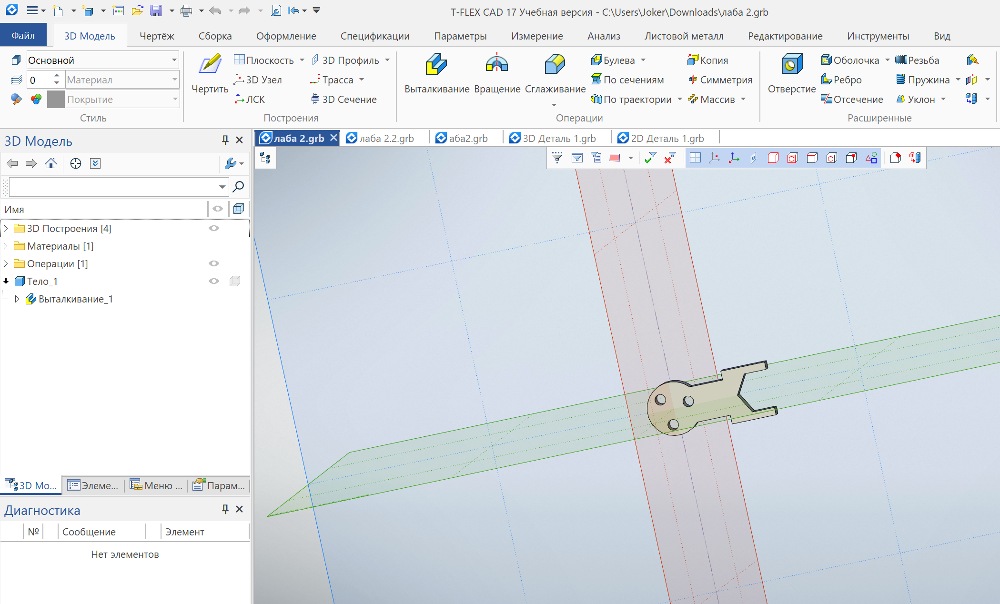 T-FLEX CAD 17 Учебная версия - C:\Users\Joker\Downloads\лаба 2.grb
Файл 3D Модель Чертёж Сборка Оформление Спецификации Параметры Измерение Анализ Листовой металл Редактирование Инструменты Вид
Основной
0 Материал
Покрытие
Стиль
Чертить
Плоскость 3D Профиль
3D Узел Трасса
ЛСК 3D Сечение
Построения
Выталкивание Вращение Сглаживание
Булева Копия
По сечениям Симметрия
По траектории Массив
Операции
Отверстие
Оболочка Резьба
Ребро Пружина
Отсечение Уклон
Расширенные
3D Модель
лаба 2.grb лаба 2.2.grb аба2.grb 3D Деталь 1.grb 2D Деталь 1.grb
Имя
3D Построения [4]
Материалы [1]
Операции [1]
Тело_1
Выталкивание_1
3D Мо... Элеме... Меню ... Парам...
Диагностика
№ Сообщение Элемент
Нет элементов